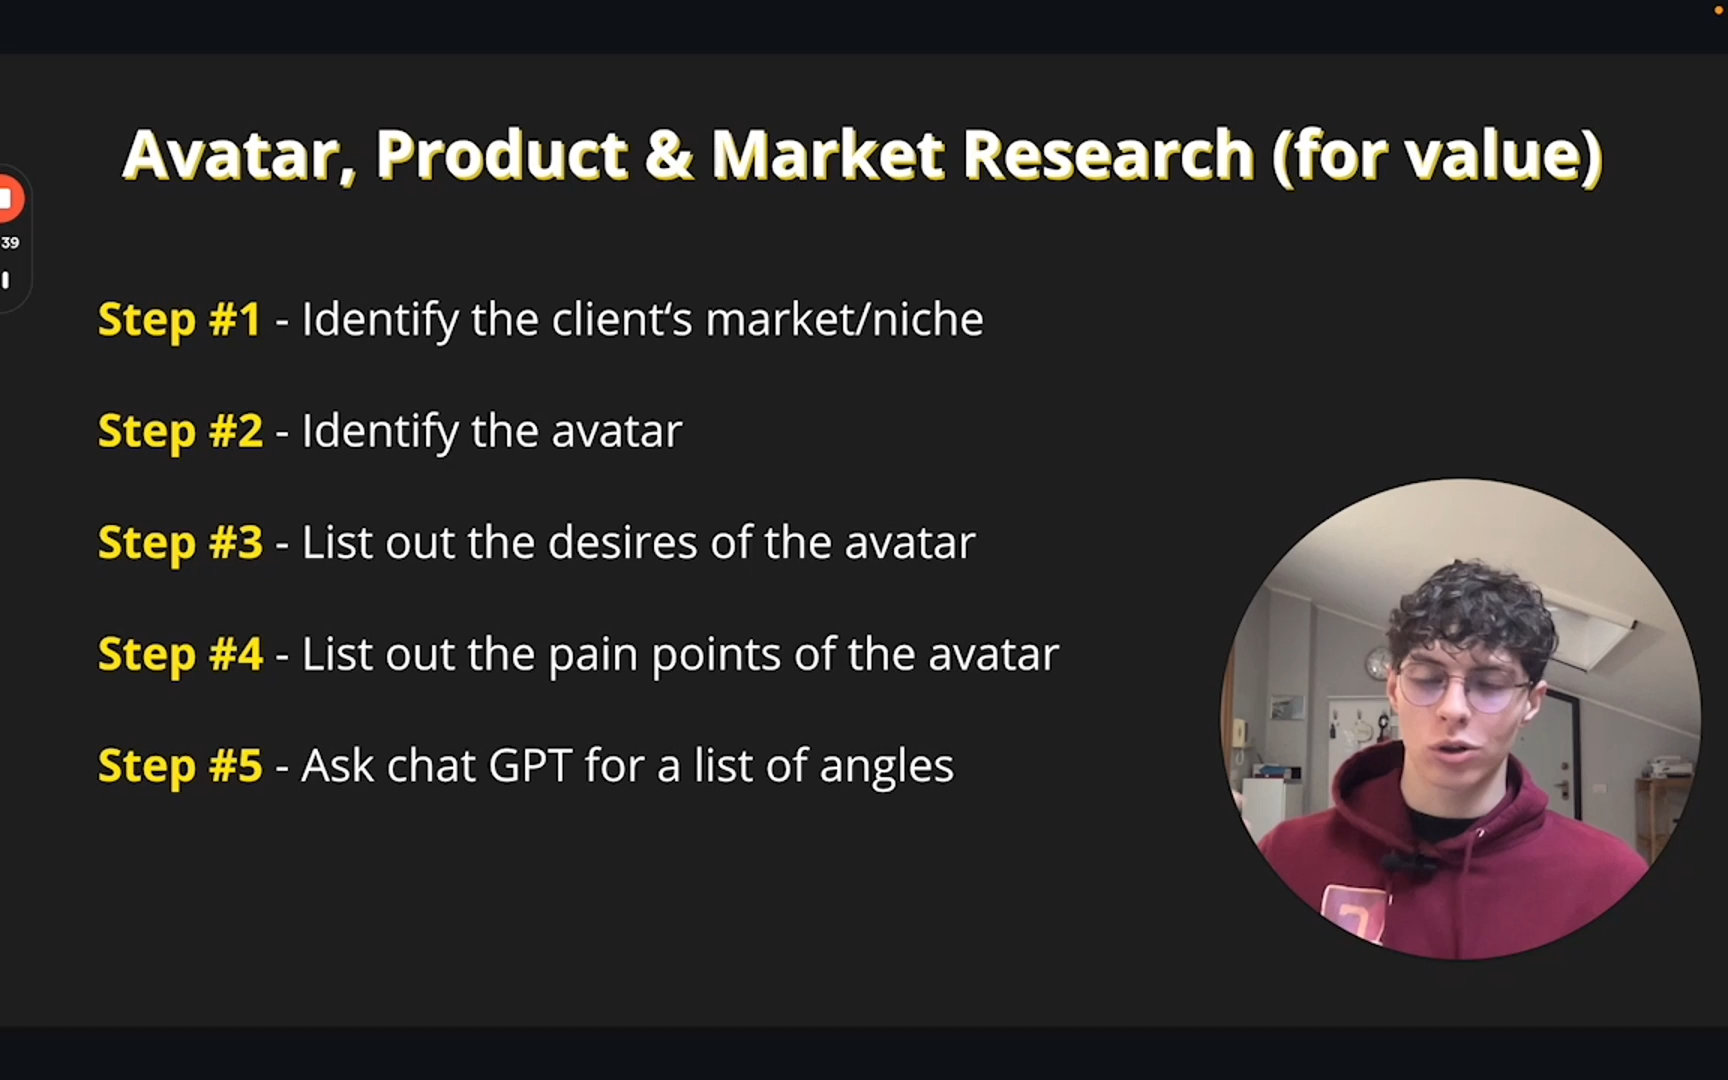 Avatar, Product & Market Research (for value)
39
Step #1 - Identify the client‘s market/niche
Step #2 - Identify the avatar
Step #3 - List out the desires of the avatar
Step #4 - List out the pain points of the avatar
Step #5 - Ask chat GPT for a list of angles